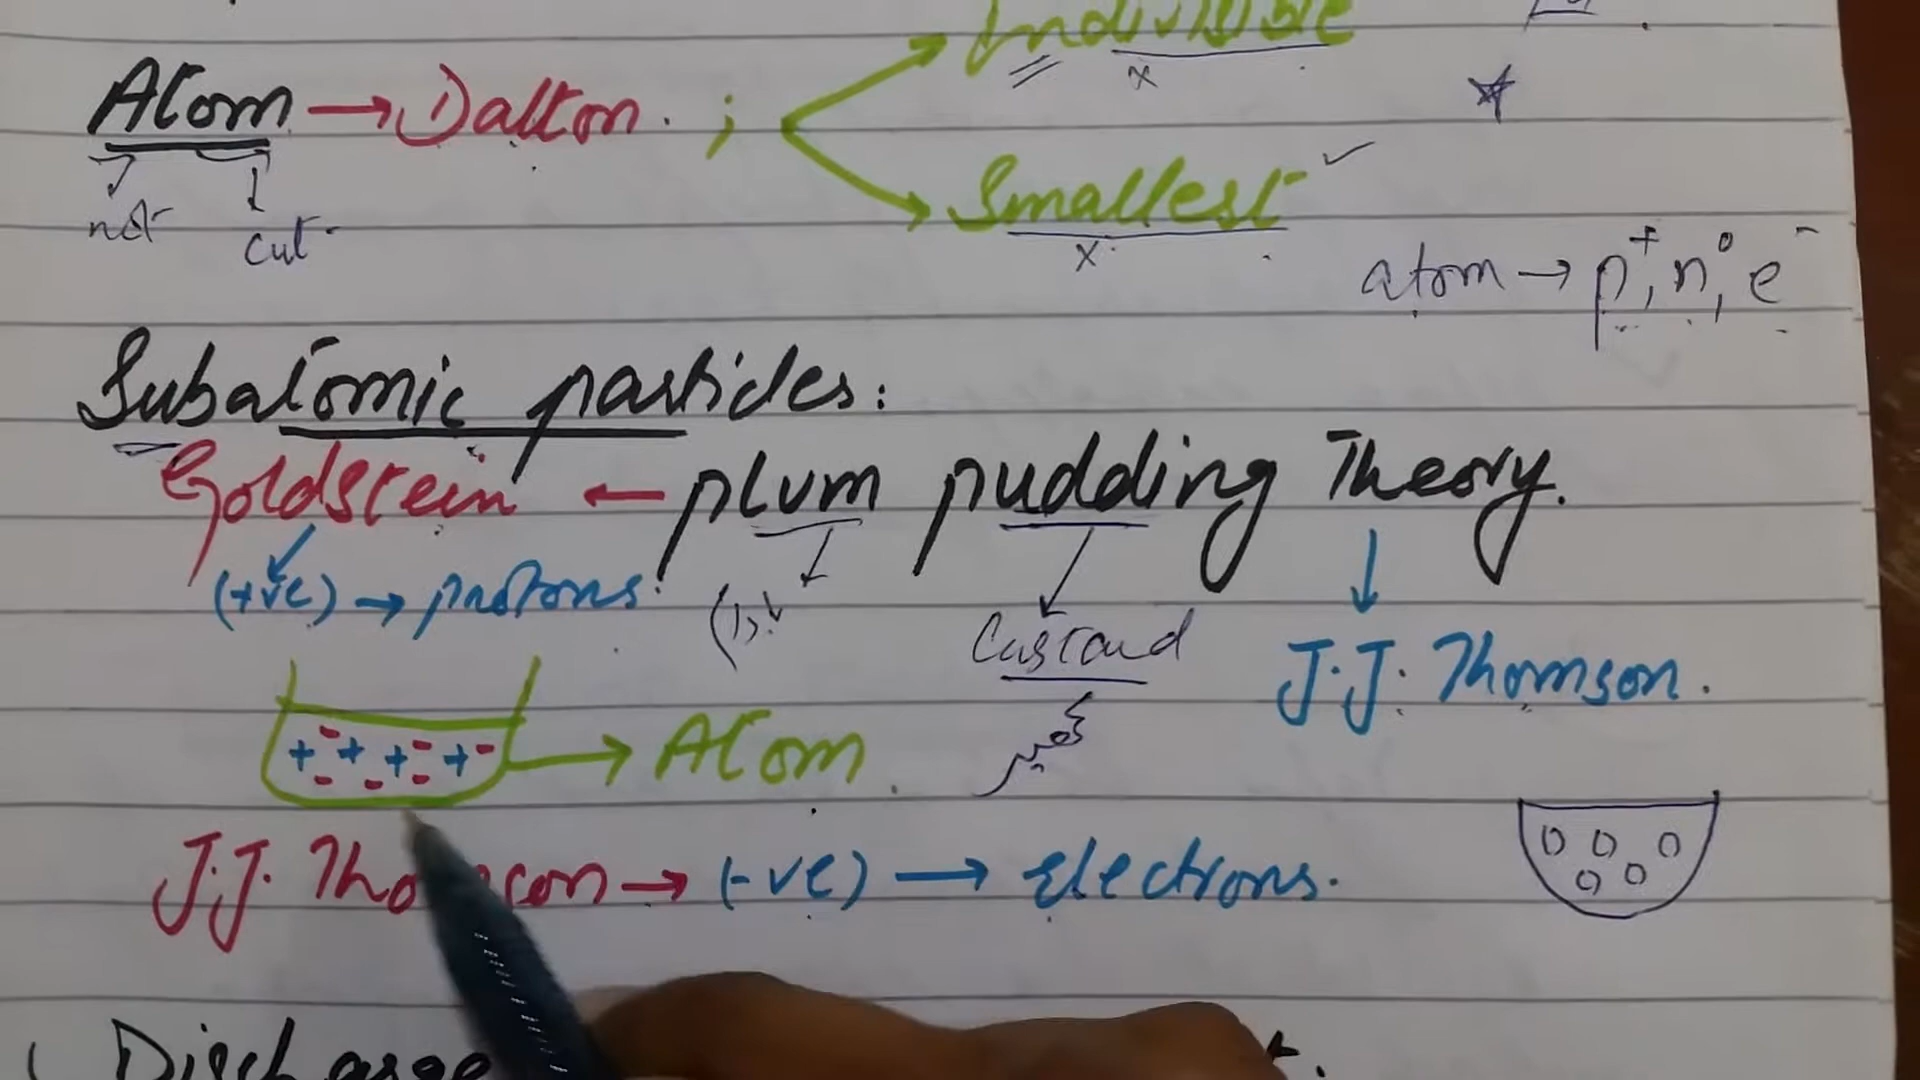 Indivisible
Atom → Dalton. ;
x
Smallest ✓
not cut
x
atom → p⁺, n⁰, e⁻
Subatomic particles:
Goldstein ← plum pudding Theory.
(+ve) → protons.
Custard
J.J. Thomson.
+ - + + - + -
- - -
→ Atom
J.J. Thomson → (-ve) → Electrons.
Discharge